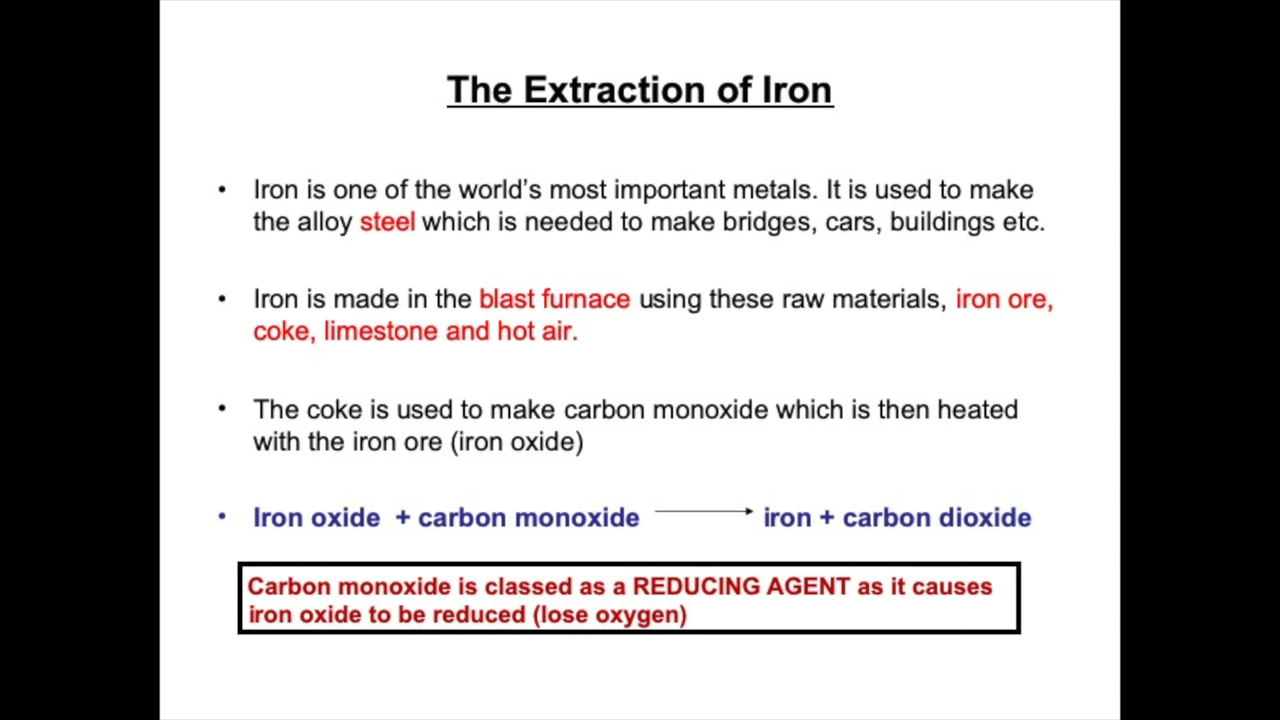 The Extraction of Iron
• Iron is one of the world’s most important metals. It is used to make
the alloy steel which is needed to make bridges, cars, buildings etc.
• Iron is made in the blast furnace using these raw materials, iron ore,
coke, limestone and hot air.
• The coke is used to make carbon monoxide which is then heated
with the iron ore (iron oxide)
• Iron oxide + carbon monoxide ⟶ iron + carbon dioxide
Carbon monoxide is classed as a REDUCING AGENT as it causes
iron oxide to be reduced (lose oxygen)